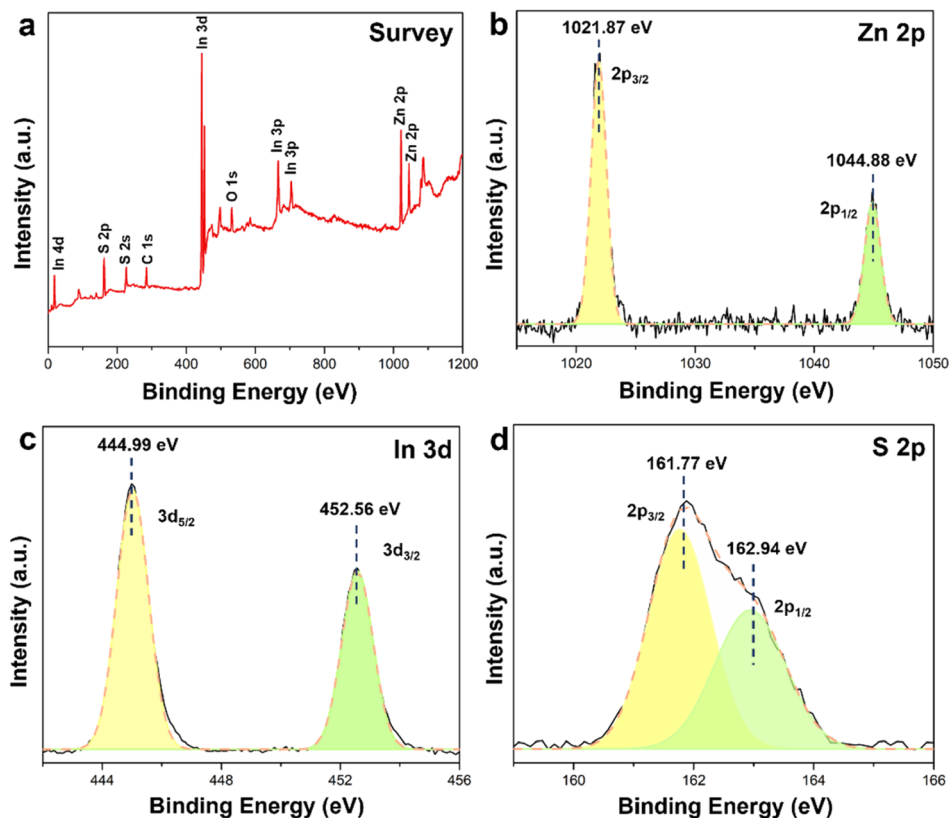 a
Survey
Intensity (a.u.)
In 4d
S 2p
S 2s
C 1s
In 3d
O 1s
In 3p
In 3p
Zn 2p
Zn 2p
0 200 400 600 800 1000 1200
Binding Energy (eV)
b
Zn 2p
Intensity (a.u.)
1021.87 eV
2p3/2
1044.88 eV
2p1/2
1020 1030 1040 1050
Binding Energy (eV)
c
In 3d
Intensity (a.u.)
444.99 eV
3d5/2
452.56 eV
3d3/2
444 448 452 456
Binding Energy (eV)
d
S 2p
Intensity (a.u.)
161.77 eV
2p3/2
162.94 eV
2p1/2
160 162 164 166
Binding Energy (eV)